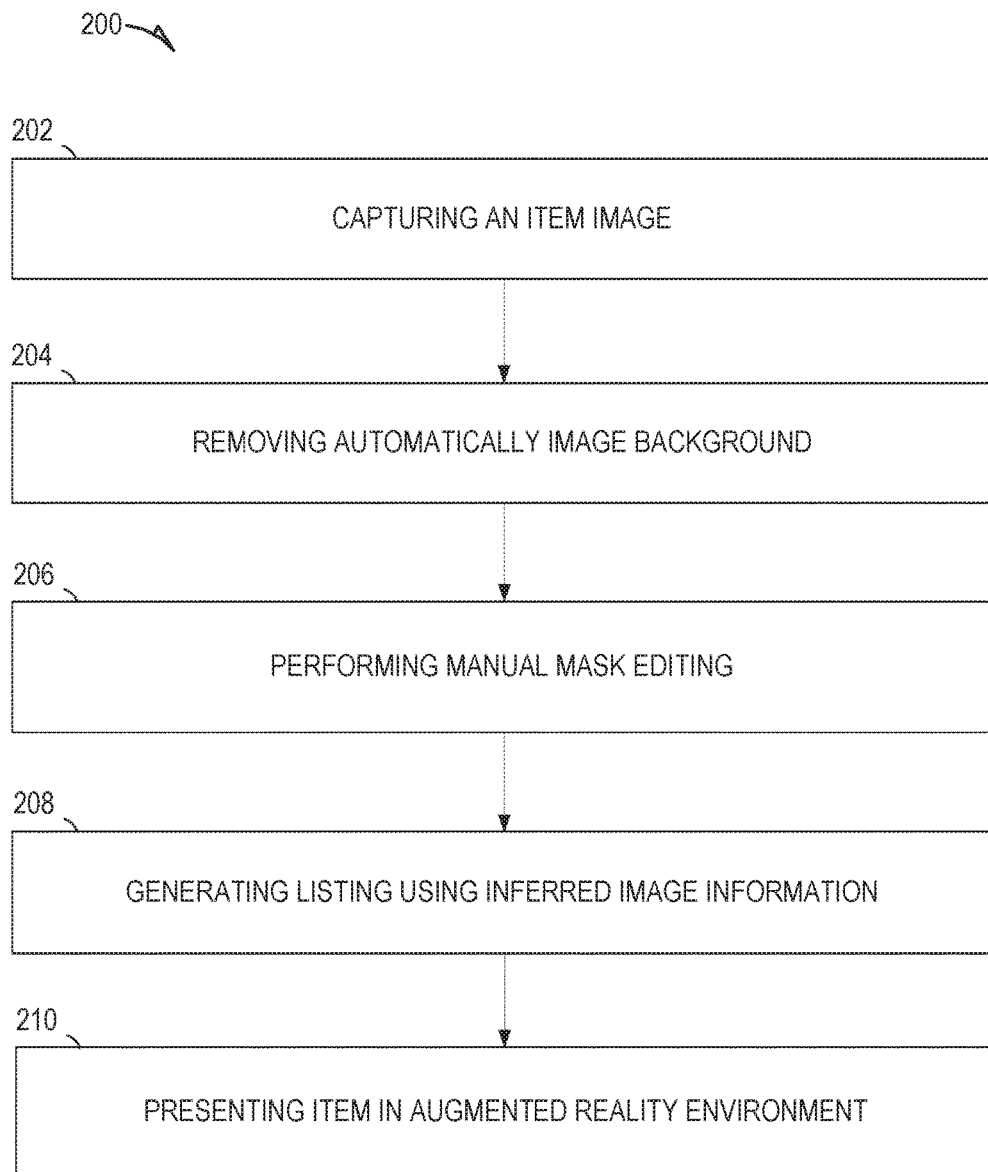 200
202
CAPTURING AN ITEM IMAGE
204
REMOVING AUTOMATICALLY IMAGE BACKGROUND
206
PERFORMING MANUAL MASK EDITING
208
GENERATING LISTING USING INFERRED IMAGE INFORMATION
210
PRESENTING ITEM IN AUGMENTED REALITY ENVIRONMENT